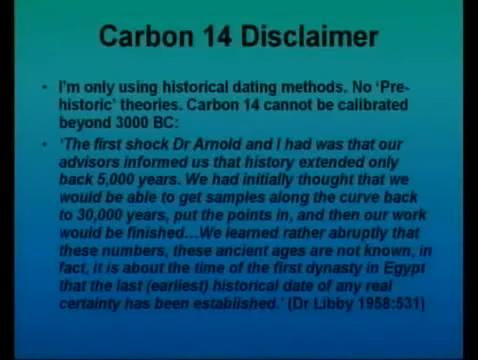 Carbon 14 Disclaimer
• I'm only using historical dating methods. No 'Pre-
historic' theories. Carbon 14 cannot be calibrated
beyond 3000 BC:
• 'The first shock Dr Arnold and I had was that our
advisors informed us that history extended only
back 5,000 years. We had initially thought that we
would be able to get samples along the curve back
to 30,000 years, put the points in, and then our work
would be finished...We learned rather abruptly that
these numbers, these ancient ages are not known, in
fact, it is about the time of the first dynasty in Egypt
that the last (earliest) historical date of any real
certainty has been established.' (Dr Libby 1958:531)